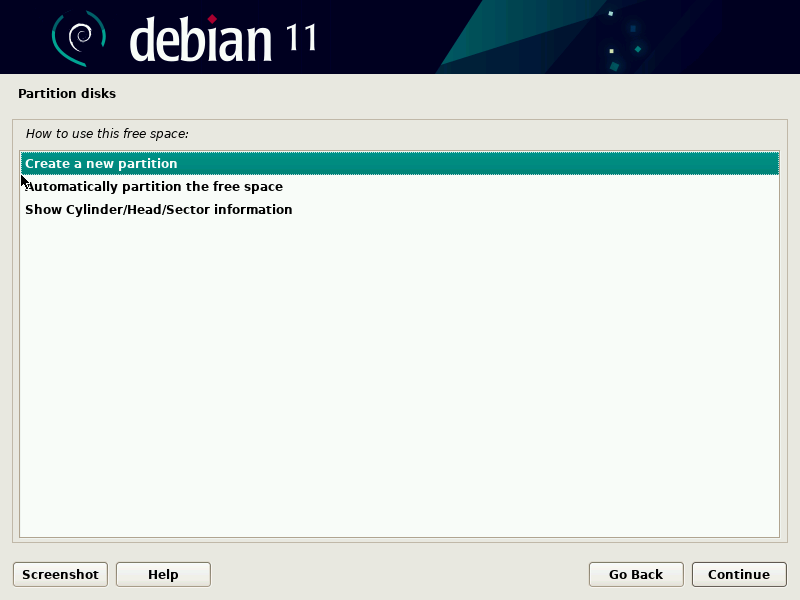 debian 11
Partition disks
How to use this free space:
Create a new partition
Automatically partition the free space
Show Cylinder/Head/Sector information
Screenshot Help Go Back Continue